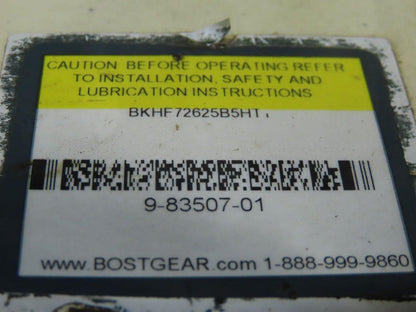 CAUTION BEFORE OPERATING REFER
TO INSTALLATION, SAFETY AND
LUBRICATION INSTRUCTIONS
BKHF72625B5HT
9-83507-01
www.BOSTGEAR.com 1-888-999-9860